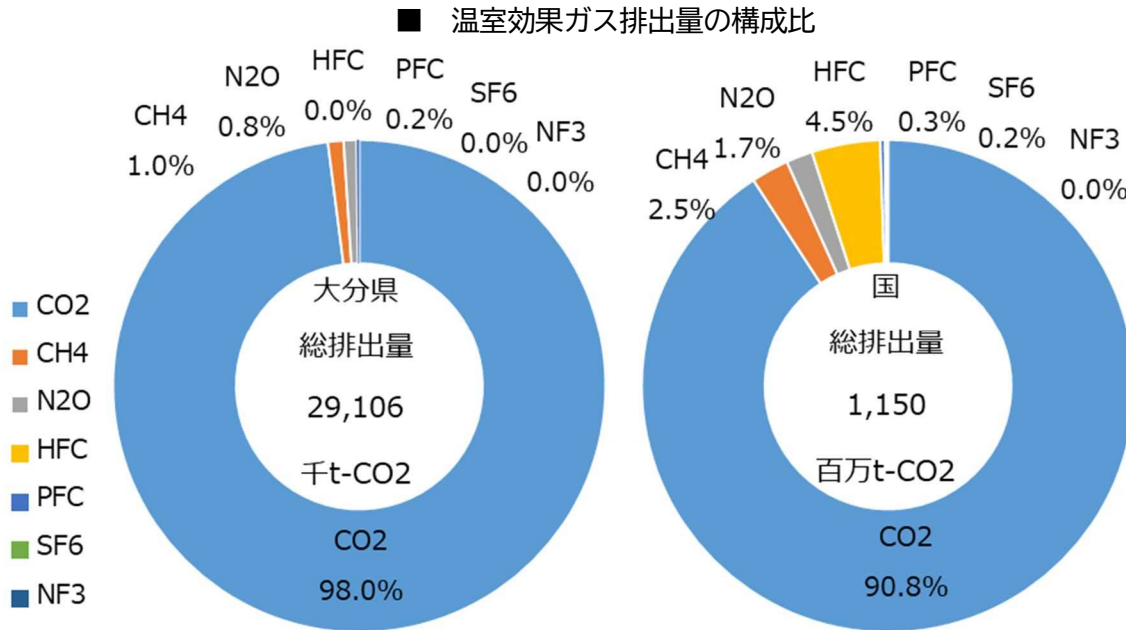 ■ 温室効果ガス排出量の構成比
CH4
1.0%
N2O
0.8%
HFC
0.0%
PFC
0.2%
SF6
0.0%
NF3
0.0%
大分県
総排出量
29,106
千t-CO2
CO2
98.0%
CH4
2.5%
N2O
1.7%
HFC
4.5%
PFC
0.3%
SF6
0.2%
NF3
0.0%
国
総排出量
1,150
百万t-CO2
CO2
90.8%
CO2
CH4
N2O
HFC
PFC
SF6
NF3